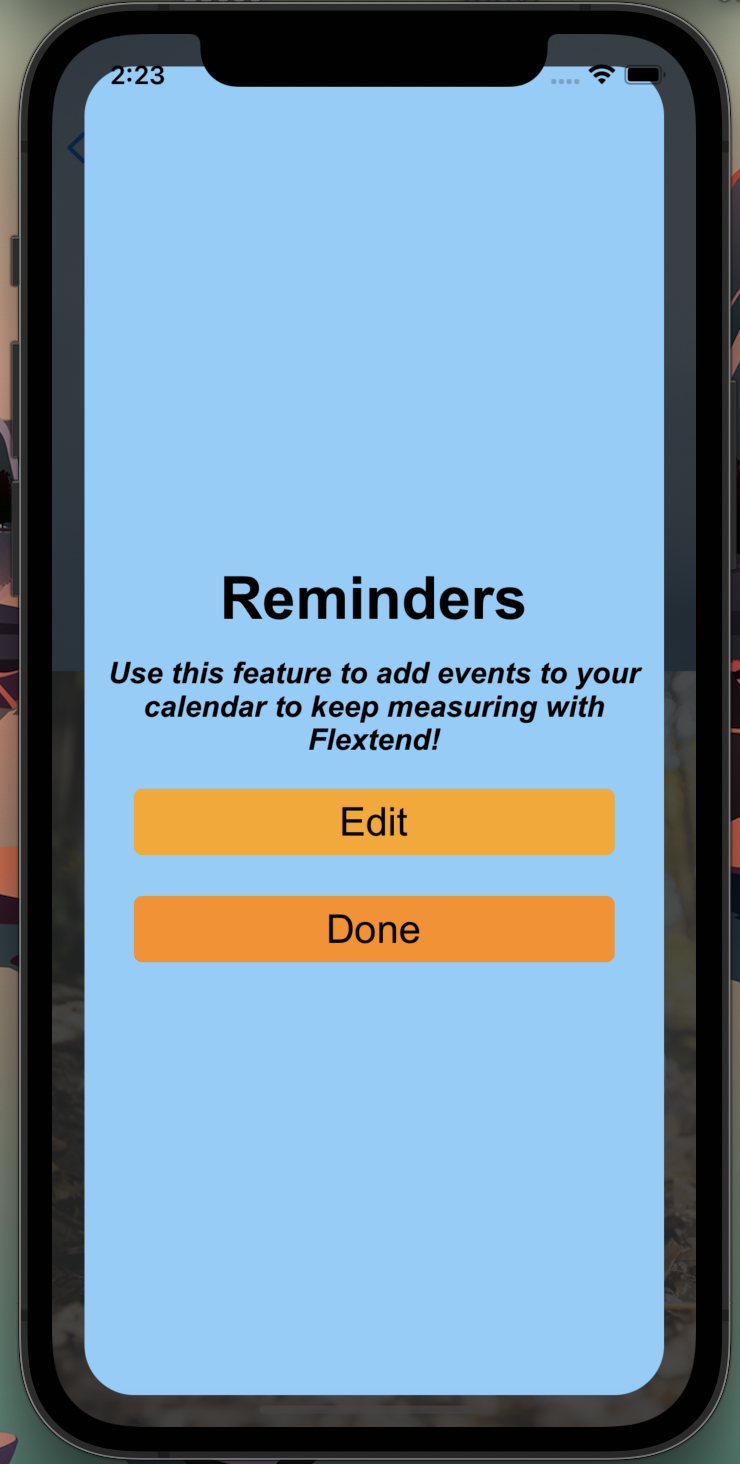 2:23
Reminders
Use this feature to add events to your
calendar to keep measuring with
Flextend!
Edit
Done